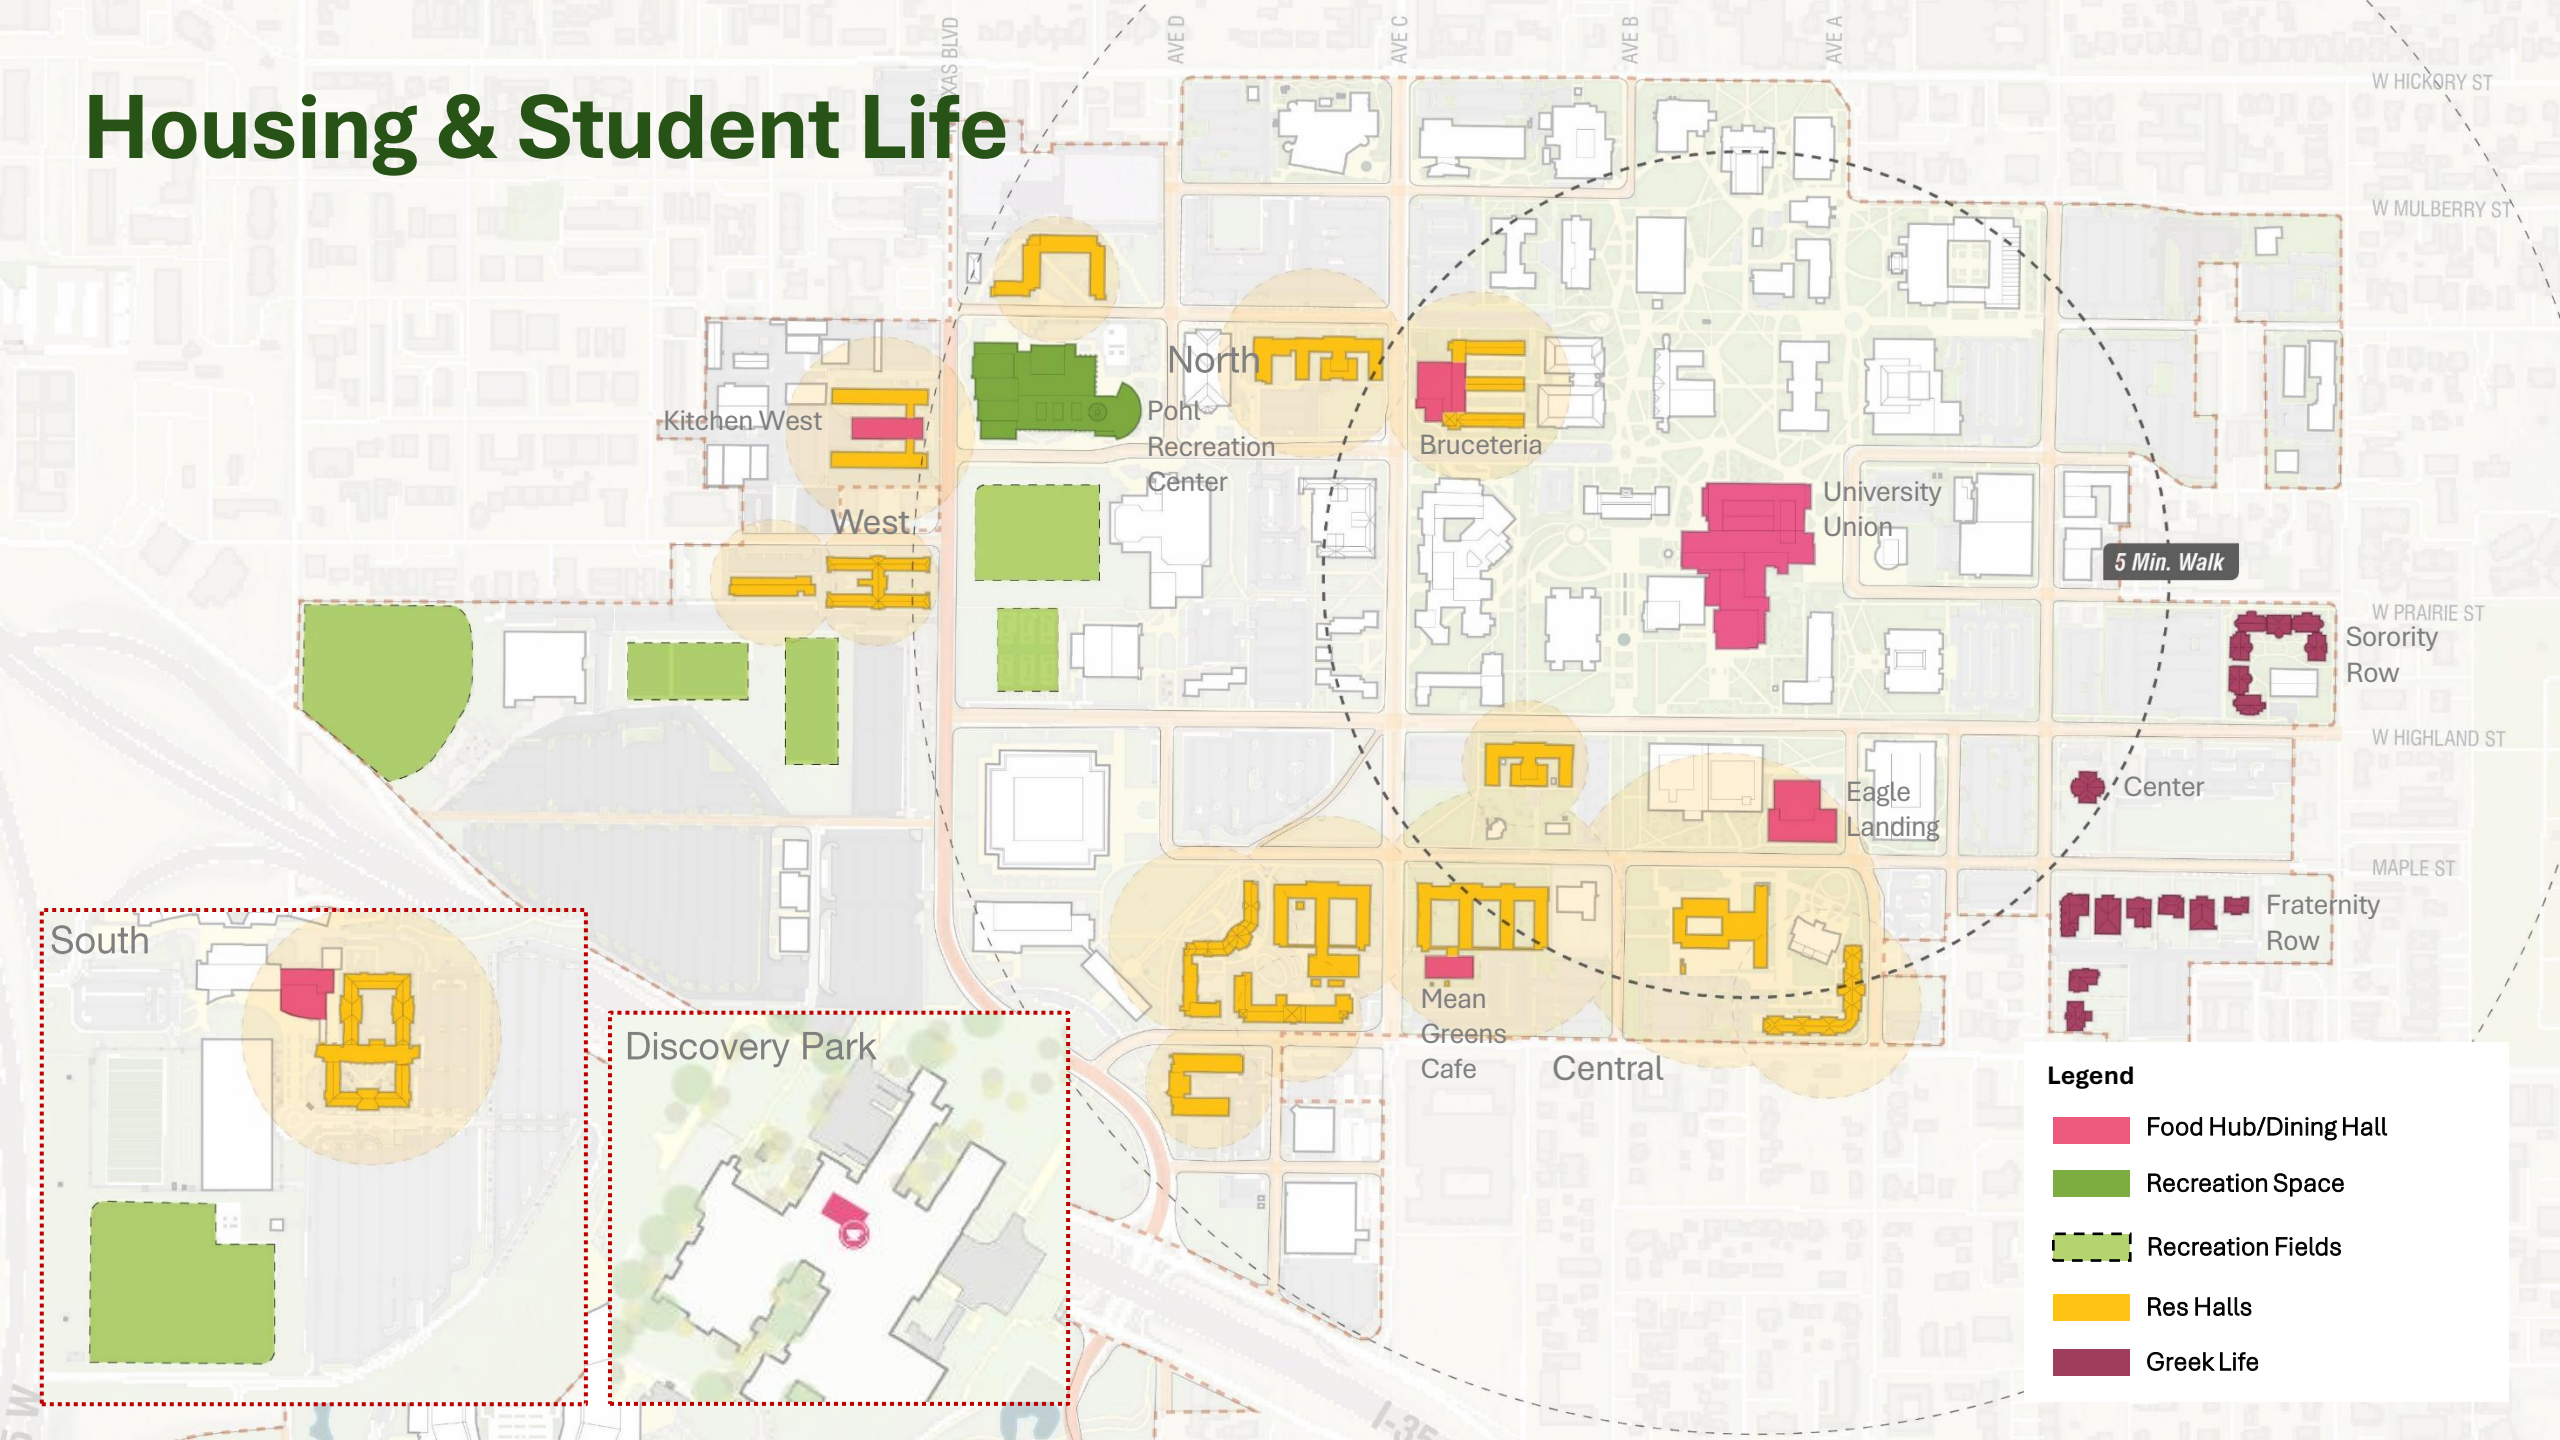 Housing & Student Life
XAS BLVD
AVE D
AVE C
AVE B
AVE A
W HICKORY ST
W MULBERRY ST
North
Kitchen West
Pohl
Recreation
Center
Bruceteria
West
University
Union
5 Min. Walk
W PRAIRIE ST
Sorority
Row
W HIGHLAND ST
Eagle
Landing
Center
MAPLE ST
Fraternity
Row
South
Mean
Greens
Cafe
Central
Discovery Park
Legend
Food Hub/Dining Hall
Recreation Space
Recreation Fields
Res Halls
Greek Life
I-35